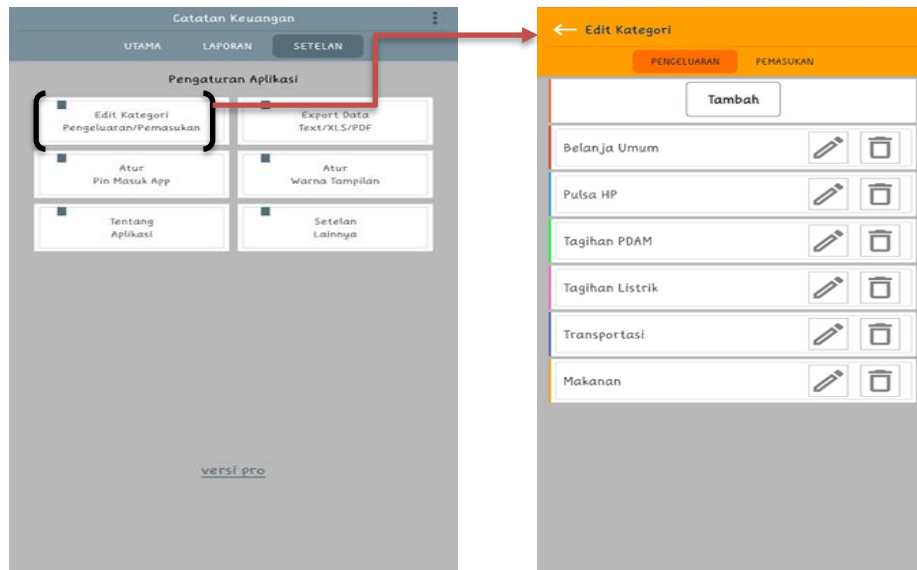 Catatan Keuangan
UTAMA LAPORAN SETELAN
Pengaturan Aplikasi
Edit Kategori
Pengeluaran/Pemasukan
Export Data
Text/XLS/PDF
Atur
Pin Masuk App
Atur
Warna Tampilan
Tentang
Aplikasi
Setelan
Lainnya
versi pro
Edit Kategori
PENGELUARAN PEMASUKAN
Tambah
Belanja Umum
Pulsa HP
Tagihan PDAM
Tagihan Listrik
Transportasi
Makanan